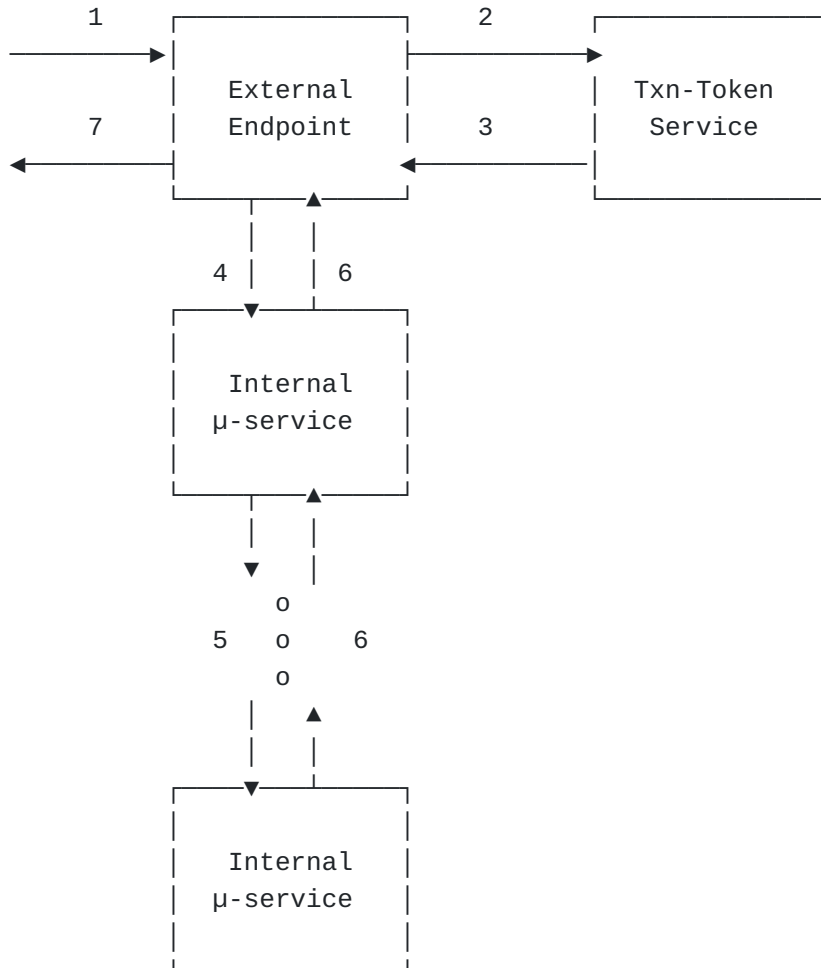 1 2
External Txn-Token
7 Endpoint 3 Service
4 6
Internal
µ-service
o
5 o 6
o
Internal
µ-service